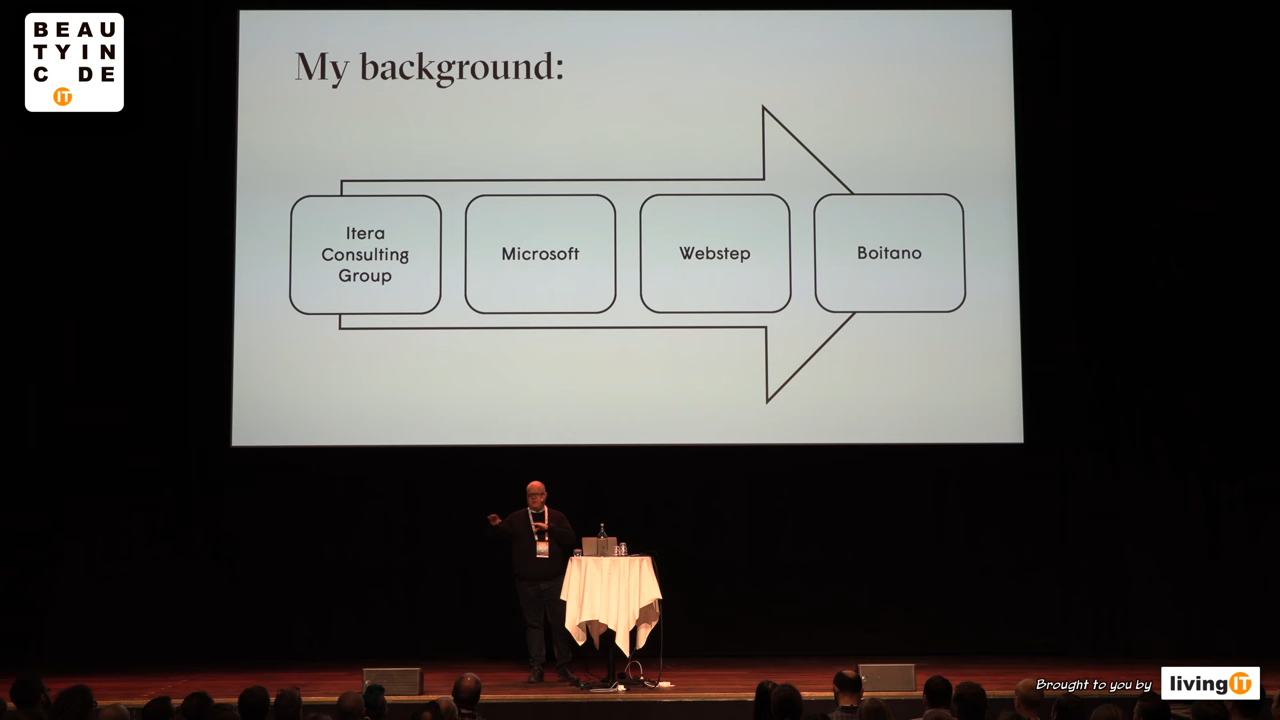 BEAU
TYIN
C DE
IT
My background:
Itera
Consulting
Group
Microsoft
Webstep
Boitano
Brought to you by
livingIT